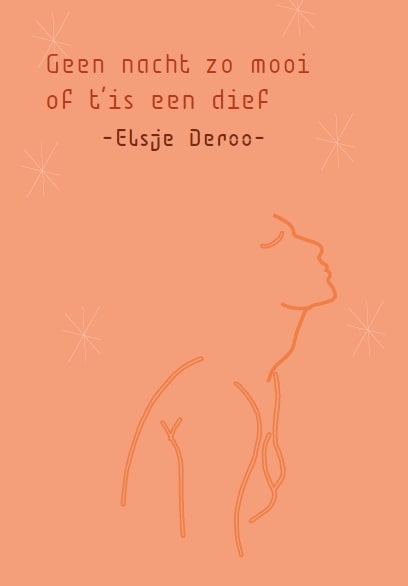 Geen nacht zo mooi
of t'is een dief
-Elsje Deroo-